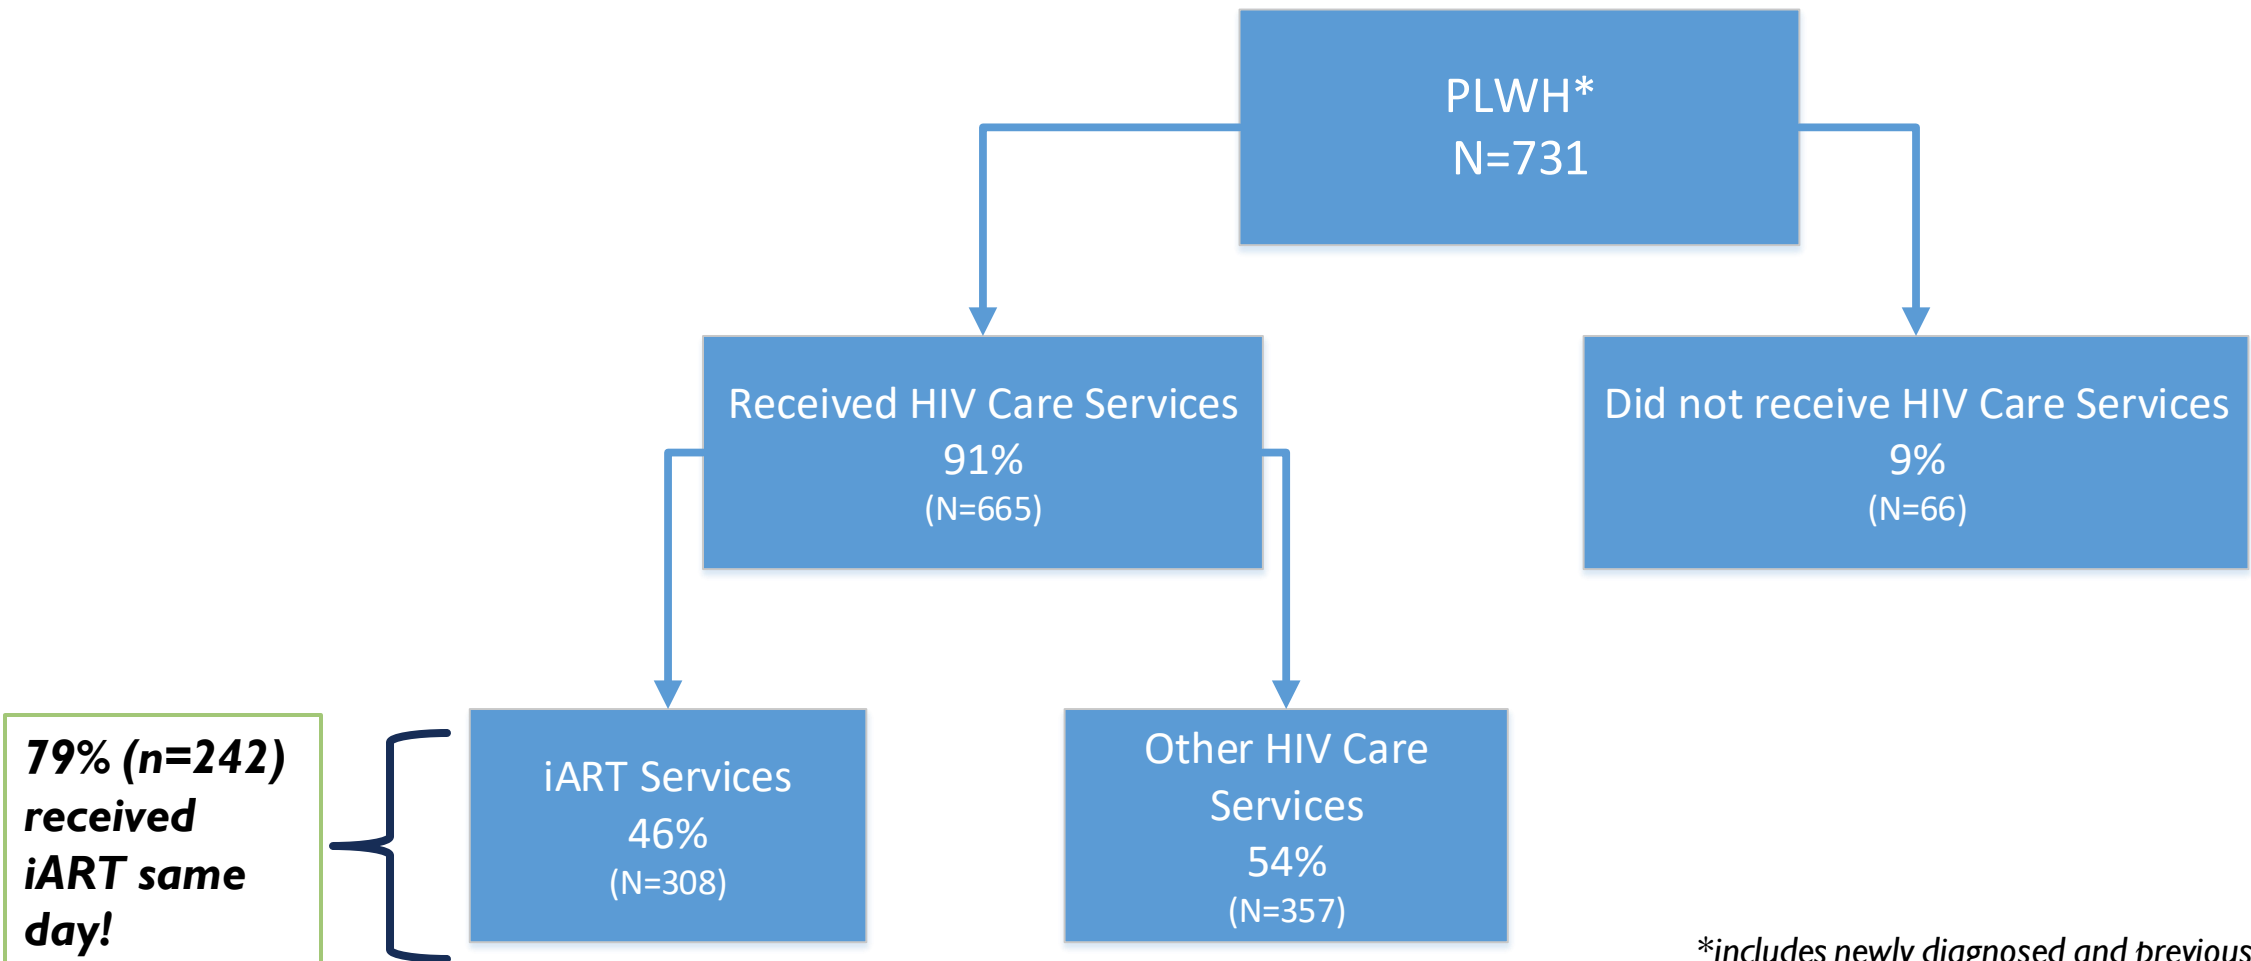 PLWH*
N=731
Received HIV Care Services
91%
(N=665)
Did not receive HIV Care Services
9%
(N=66)
79% (n=242)
received
iART same
day!
iART Services
46%
(N=308)
Other HIV Care
Services
54%
(N=357)
*includes newly diagnosed and previous